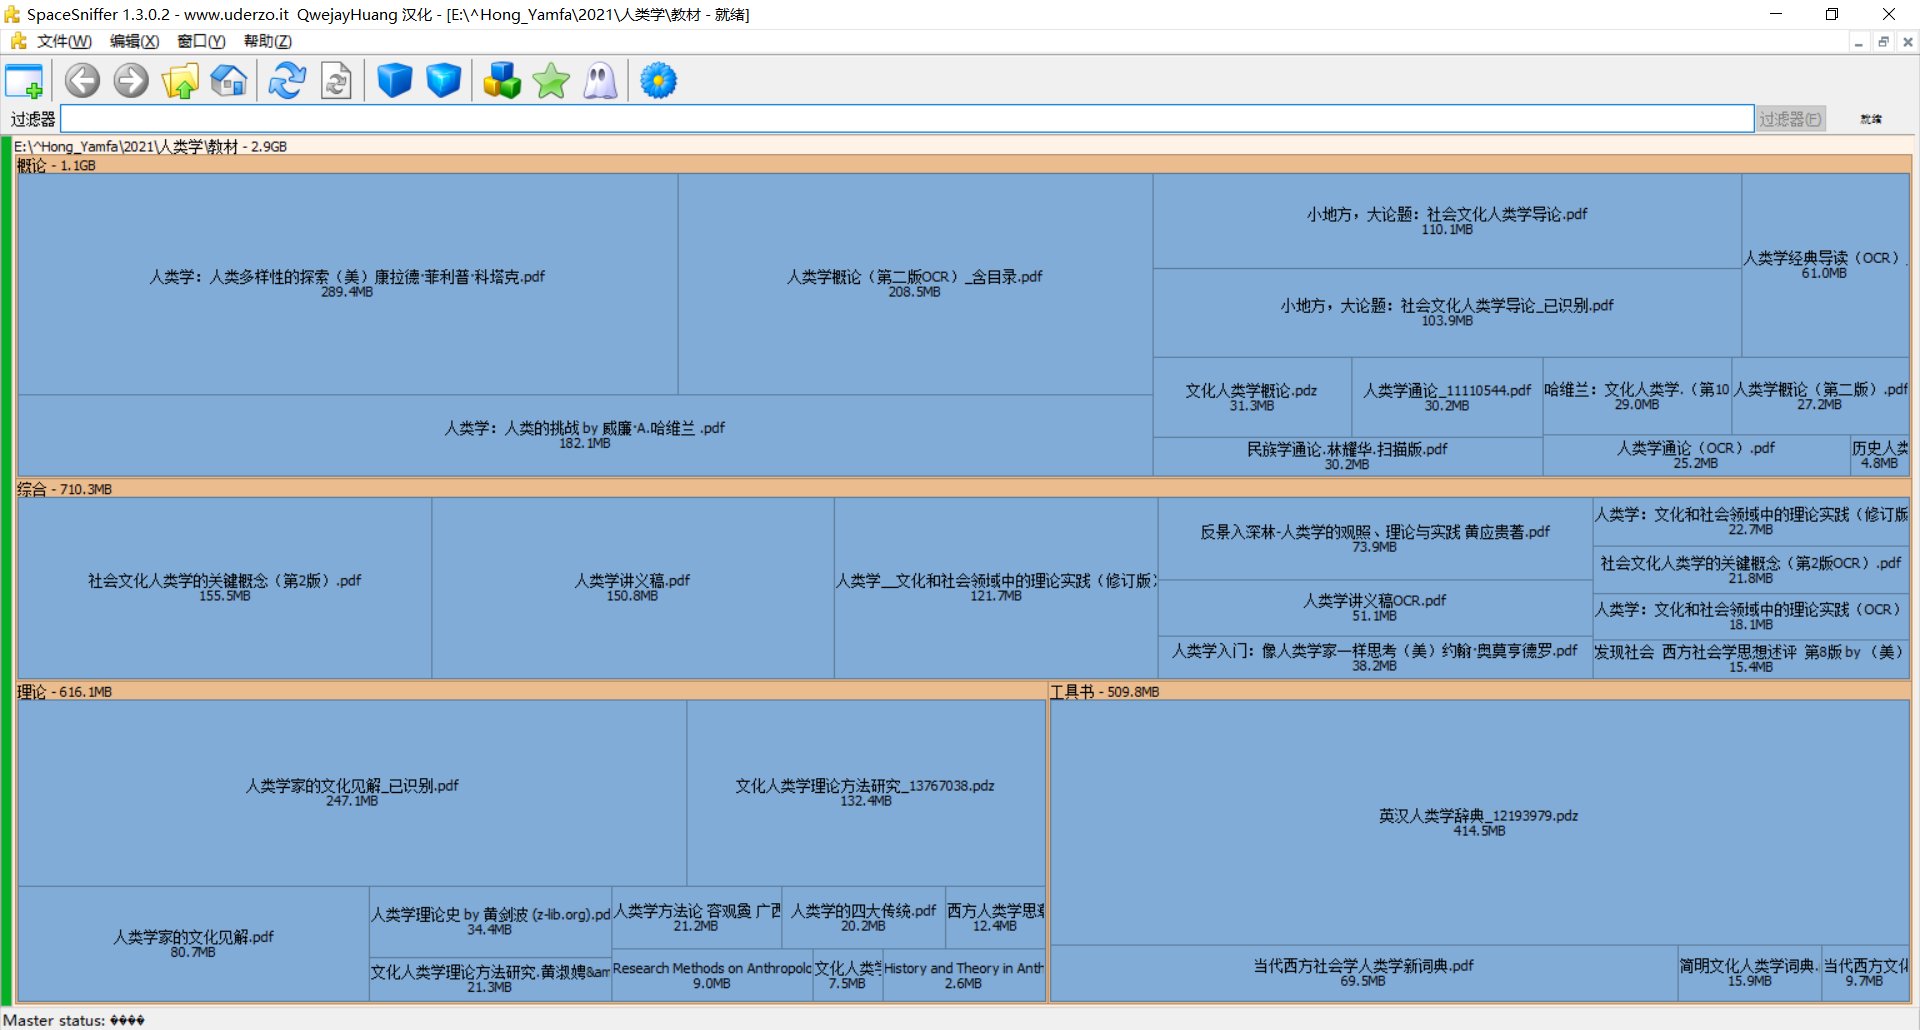 SpaceSniffer 1.3.0.2 - www.uderzo.it  QwejayHuang 汉化 - [E:\^Hong_Yamfa\2021\人类学\教材 - 就绪]
文件(W) 编辑(X) 窗口(Y) 帮助(Z)
过滤器 过滤器(F) 就绪
E:\^Hong_Yamfa\2021\人类学\教材 - 2.9GB
概论 - 1.1GB
人类学：人类多样性的探索（美）康拉德·菲利普·科塔克.pdf
289.4MB
人类学概论（第二版OCR）_含目录.pdf
208.5MB
人类学：人类的挑战 by 威廉·A.哈维兰 .pdf
182.1MB
小地方，大论题：社会文化人类学导论.pdf
110.1MB
小地方，大论题：社会文化人类学导论_已识别.pdf
103.9MB
人类学经典导读（OCR）.
61.0MB
文化人类学概论.pdz
31.3MB
人类学通论_11110544.pdf
30.2MB
哈维兰：文化人类学.（第10
29.0MB
人类学概论（第二版）.pdf
27.2MB
民族学通论.林耀华.扫描版.pdf
30.2MB
人类学通论（OCR）.pdf
25.2MB
历史人类
4.8MB
综合 - 710.3MB
社会文化人类学的关键概念（第2版）.pdf
155.5MB
人类学讲义稿.pdf
150.8MB
人类学__文化和社会领域中的理论实践（修订版）
121.7MB
反景入深林-人类学的观照、理论与实践 黄应贵著.pdf
73.9MB
人类学讲义稿OCR.pdf
51.1MB
人类学入门：像人类学家一样思考（美）约翰·奥莫亨德罗.pdf
38.2MB
人类学：文化和社会领域中的理论实践（修订版
22.7MB
社会文化人类学的关键概念（第2版OCR）.pdf
21.8MB
人类学：文化和社会领域中的理论实践（OCR）
18.1MB
发现社会 西方社会学思想述评 第8版 by （美）
15.4MB
理论 - 616.1MB
人类学家的文化见解_已识别.pdf
247.1MB
文化人类学理论方法研究_13767038.pdz
132.4MB
人类学家的文化见解.pdf
80.7MB
人类学理论史 by 黄剑波 (z-lib.org).pd
34.4MB
文化人类学理论方法研究.黄淑娉&am
21.3MB
人类学方法论 容观夐 广西
21.2MB
人类学的四大传统.pdf
20.2MB
西方人类学思
12.4MB
Research Methods on Anthropolo
9.0MB
文化人类学
7.5MB
History and Theory in Anth
2.6MB
工具书 - 509.8MB
英汉人类学辞典_12193979.pdz
414.5MB
当代西方社会学人类学新词典.pdf
69.5MB
简明文化人类学词典.
15.9MB
当代西方文化
9.7MB
Master status: ����